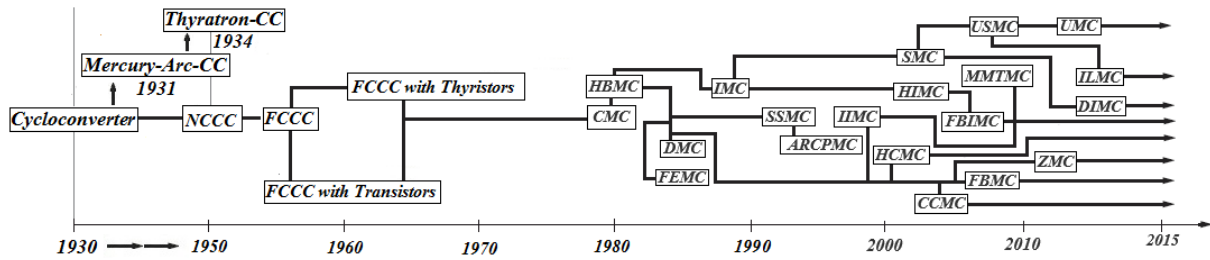 Thyratron-CC
1934
Mercury-Arc-CC
1931
Cycloconverter
NCCC
FCCC
FCCC with Thyristors
FCCC with Transistors
HBMC
CMC
DMC
FEMC
IMC
SSMC
ARCPMC
IIMC
HIMC
HCMC
SMC
USMC
UMC
MMTMC
FBIMC
ILMC
DIMC
ZMC
FBMC
CCMC
1930
1950
1960
1970
1980
1990
2000
2010
2015